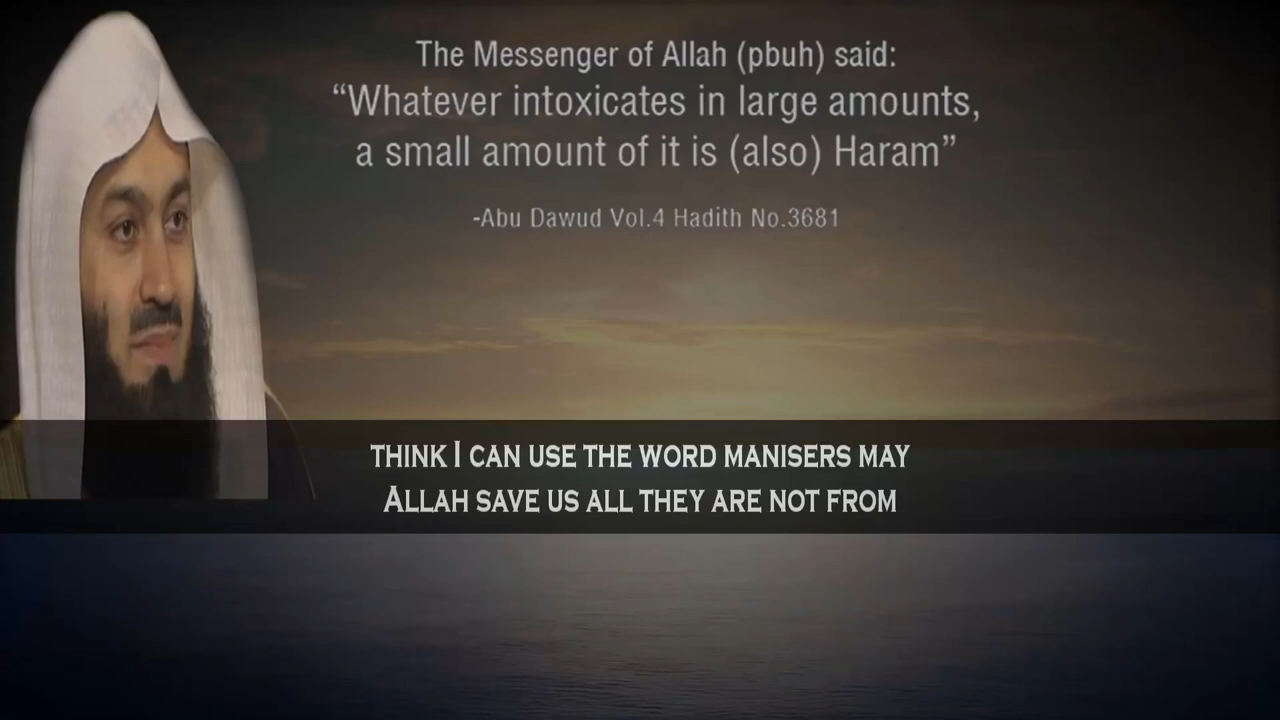 The Messenger of Allah (pbuh) said:
“Whatever intoxicates in large amounts,
a small amount of it is (also) Haram”
-Abu Dawud Vol.4 Hadith No.3681
THINK I CAN USE THE WORD MANISERS MAY
ALLAH SAVE US ALL THEY ARE NOT FROM